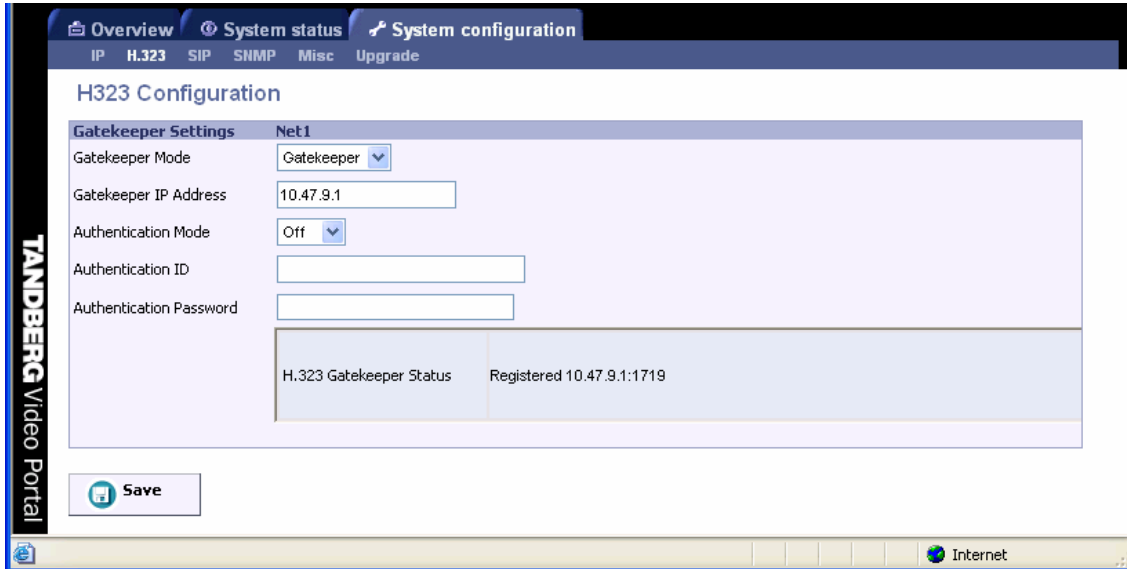 Overview System status System configuration
IP H.323 SIP SNMP Misc Upgrade
H323 Configuration
Gatekeeper Settings Net1
Gatekeeper Mode Gatekeeper
Gatekeeper IP Address 10.47.9.1
Authentication Mode Off
Authentication ID
Authentication Password
H.323 Gatekeeper Status Registered 10.47.9.1:1719
Save
TANDBERG Video Portal
Internet